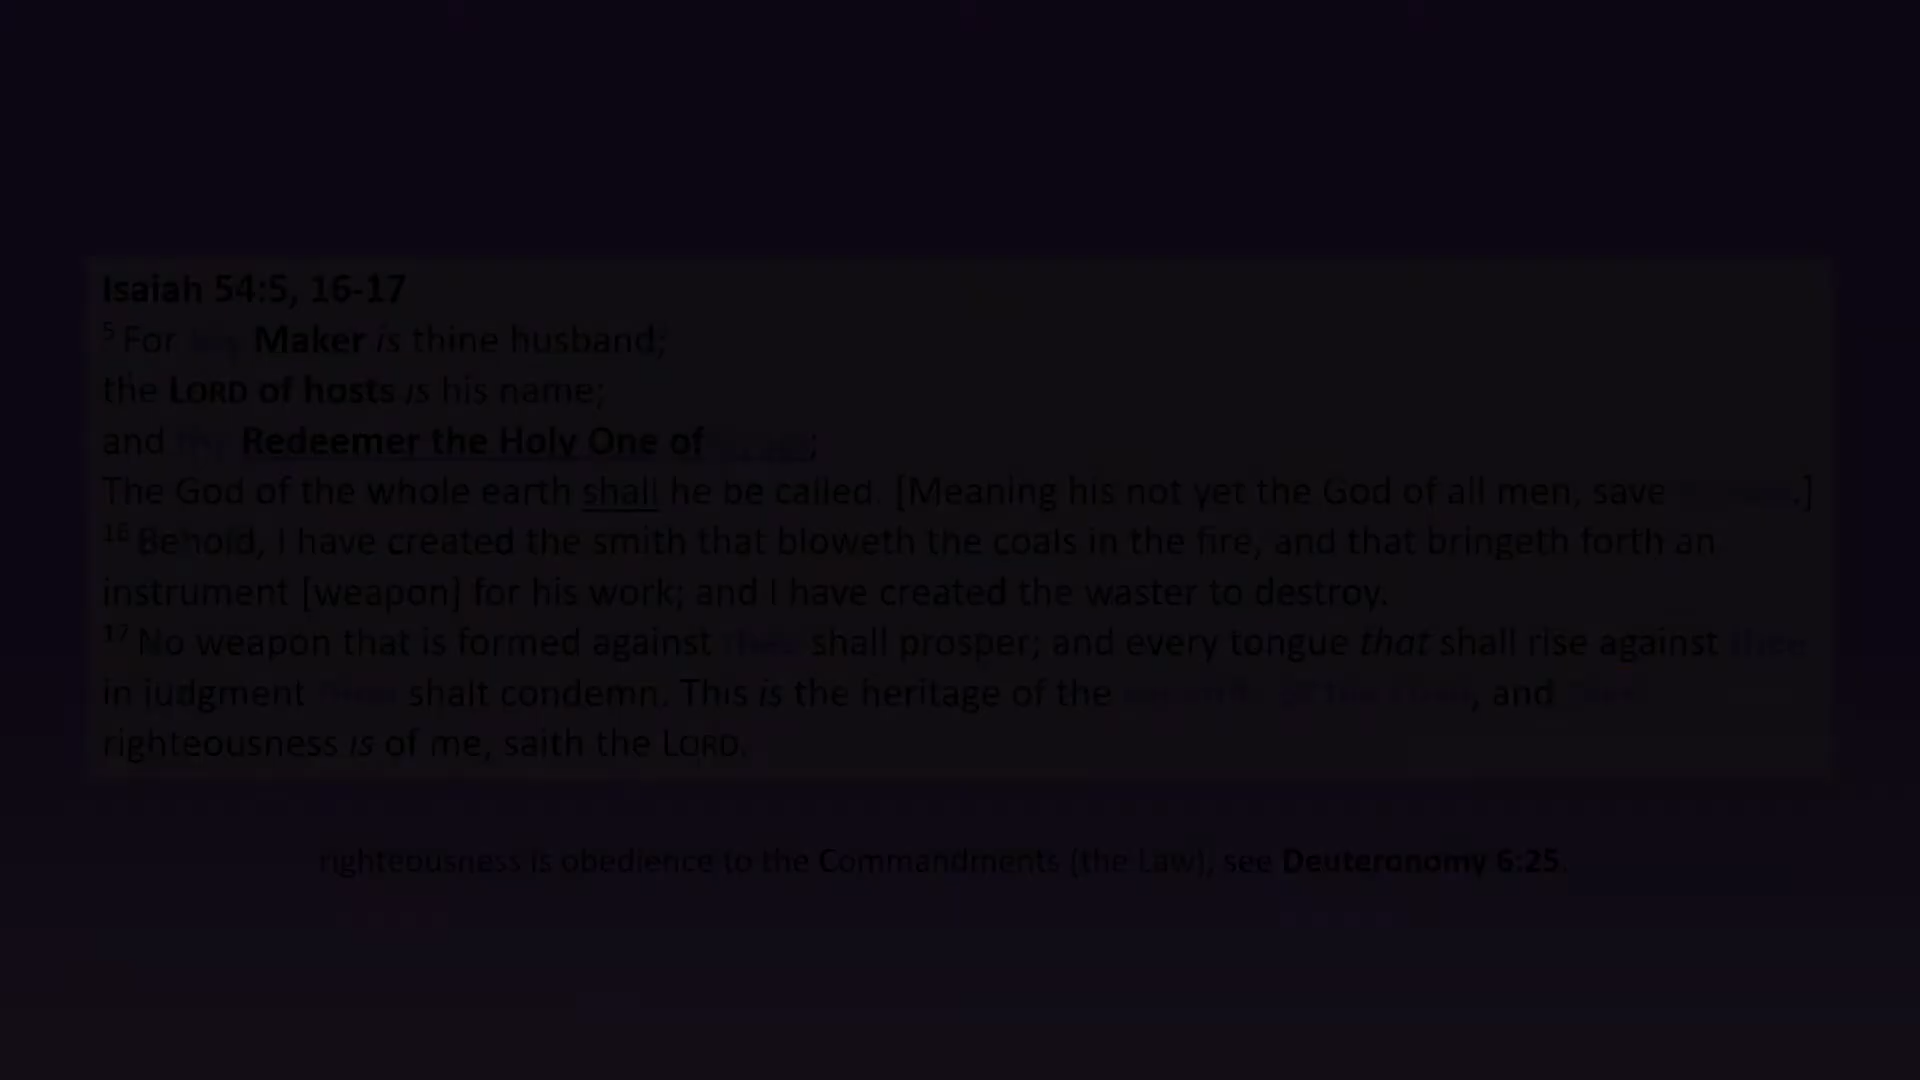 Isaiah 54:5, 16-17
5 For Maker is thine husband;
the LORD of hosts is his name;
and Redeemer the Holy One of ;
The God of the whole earth shall he be called [Meaning his not yet the God of all men, save .]
16 Behold, I have created the smith that bloweth the coals in the fire, and that bringeth forth an
instrument [weapon] for his work; and I have created the waster to destroy.
17 No weapon that is formed against thee shall prosper; and every tongue that shall rise against thee
in judgment shalt condemn. This is the heritage of the , and
righteousness is of me, saith the LORD.
righteousness is obedience to the Commandments (the Law), see Deuteronomy 6:25.